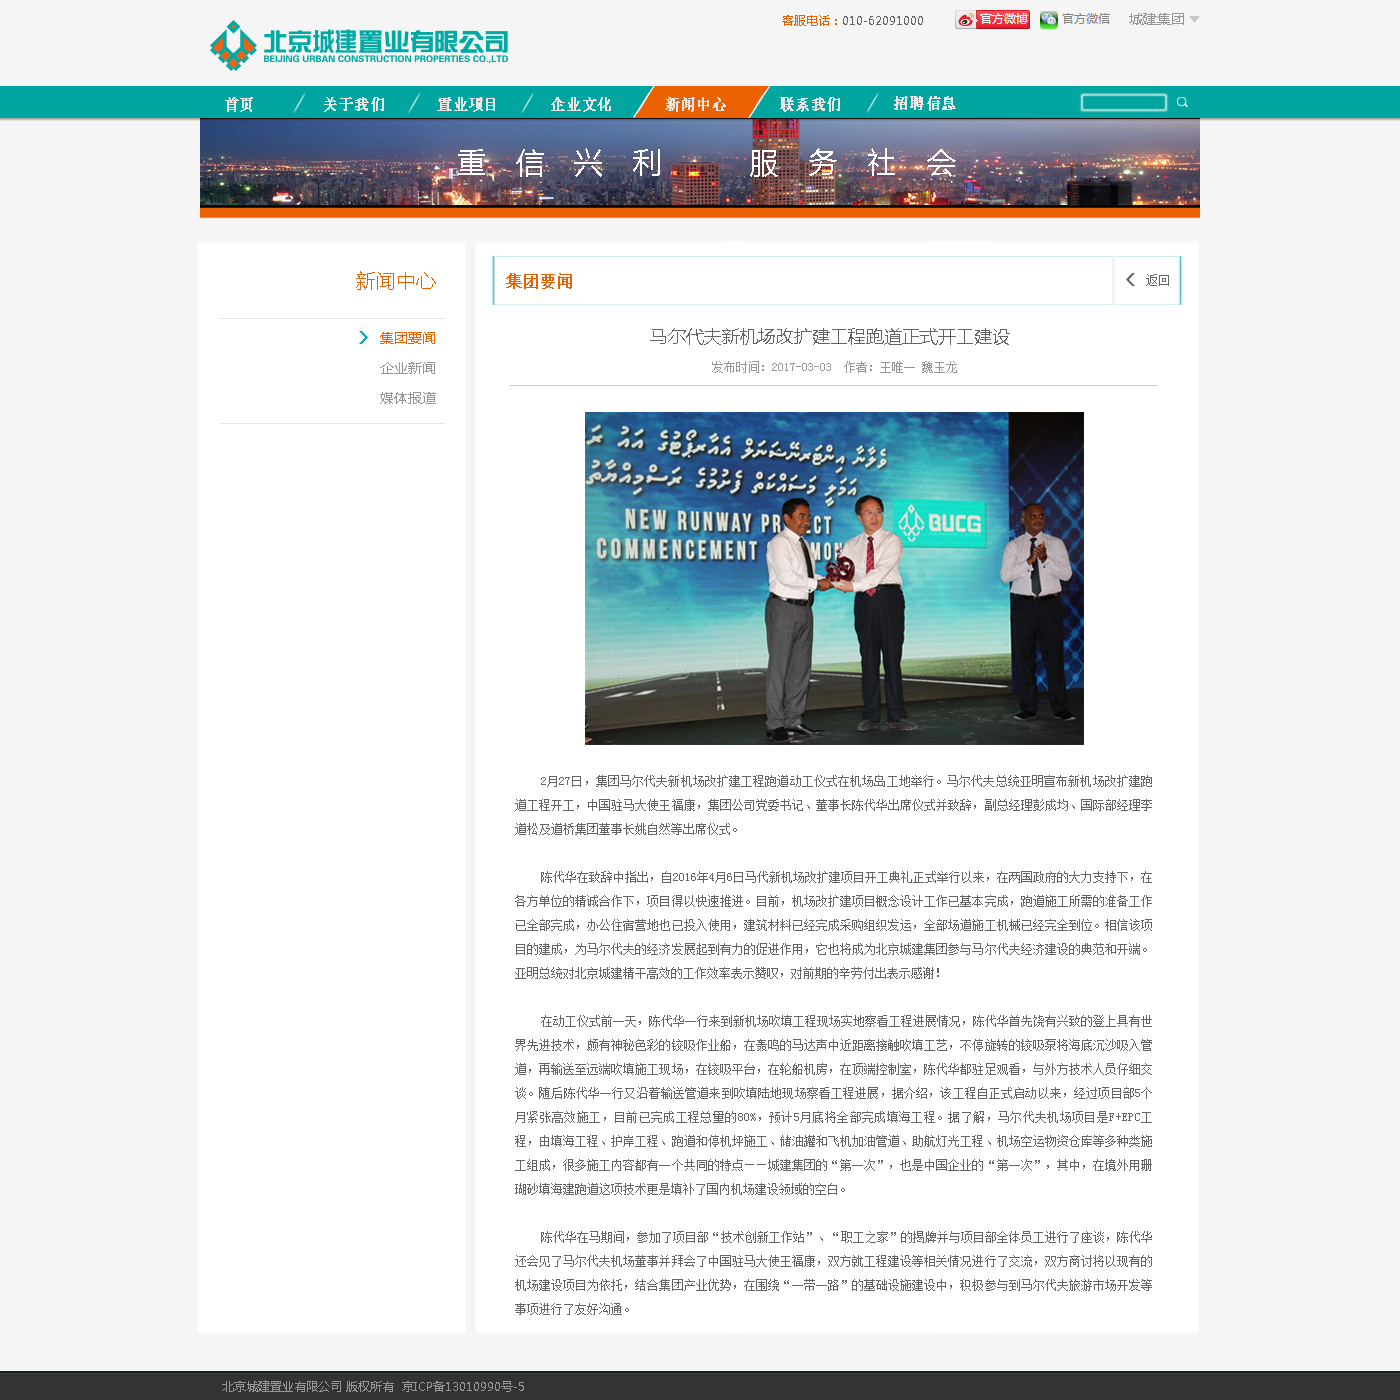 客服电话：010-62091000
官方微博
官方微信
城建集团
北京城建置业有限公司
BEIJING URBAN CONSTRUCTION PROPERTIES CO.,LTD
首页
关于我们
置业项目
企业文化
新闻中心
联系我们
招聘信息
重信兴利 服务社会
新闻中心
集团要闻
企业新闻
媒体报道
集团要闻
返回
马尔代夫新机场改扩建工程跑道正式开工建设
发布时间：2017-03-03 作者：王唯一 魏玉龙
NEW RUNWAY PR
CT
COMMENCEMENT
MON
BUCG
2月27日，集团马尔代夫新机场改扩建工程跑道动工仪式在机场岛工地举行。马尔代夫总统亚明宣布新机场改扩建跑
道工程开工，中国驻马大使王福康，集团公司党委书记、董事长陈代华出席仪式并致辞，副总经理彭成均、国际部经理李
道松及道桥集团董事长姚自然等出席仪式。
陈代华在致辞中指出，自2016年4月6日马代新机场改扩建项目开工典礼正式举行以来，在两国政府的大力支持下，在
各方单位的精诚合作下，项目得以快速推进。目前，机场改扩建项目概念设计工作已基本完成，跑道施工所需的准备工作
已全部完成，办公住宿营地也已投入使用，建筑材料已经完成采购组织发运，全部场道施工机械已经完全到位。相信该项
目的建成，为马尔代夫的经济发展起到有力的促进作用，它也将成为北京城建集团参与马尔代夫经济建设的典范和开端。
亚明总统对北京城建精干高效的工作效率表示赞叹，对前期的辛劳付出表示感谢！
在动工仪式前一天，陈代华一行来到新机场吹填工程现场实地察看工程进展情况，陈代华首先饶有兴致的登上具有世
界先进技术，颇有神秘色彩的铰吸作业船，在轰鸣的马达声中近距离接触吹填工艺，不停旋转的铰吸泵将海底沉沙吸入管
道，再输送至远端吹填施工现场，在铰吸平台，在轮船机房，在顶端控制室，陈代华都驻足观看，与外方技术人员仔细交
谈。随后陈代华一行又沿着输送管道来到吹填陆地现场察看工程进展，据介绍，该工程自正式启动以来，经过项目部5个
月紧张高效施工，目前已完成工程总量的80%，预计5月底将全部完成填海工程。据了解，马尔代夫机场项目是F+EPC工
程，由填海工程、护岸工程、跑道和停机坪施工、储油罐和飞机加油管道、助航灯光工程、机场空运物资仓库等多种类施
工组成，很多施工内容都有一个共同的特点——城建集团的“第一次”，也是中国企业的“第一次”，其中，在境外用珊
瑚砂填海建跑道这项技术更是填补了国内机场建设领域的空白。
陈代华在马期间，参加了项目部“技术创新工作站”、“职工之家”的揭牌并与项目部全体员工进行了座谈，陈代华
还会见了马尔代夫机场董事并拜会了中国驻马大使王福康，双方就工程建设等相关情况进行了交流，双方商讨将以现有的
机场建设项目为依托，结合集团产业优势，在围绕“一带一路”的基础设施建设中，积极参与到马尔代夫旅游市场开发等
事项进行了友好沟通。
北京城建置业有限公司 版权所有 京ICP备13010990号-5